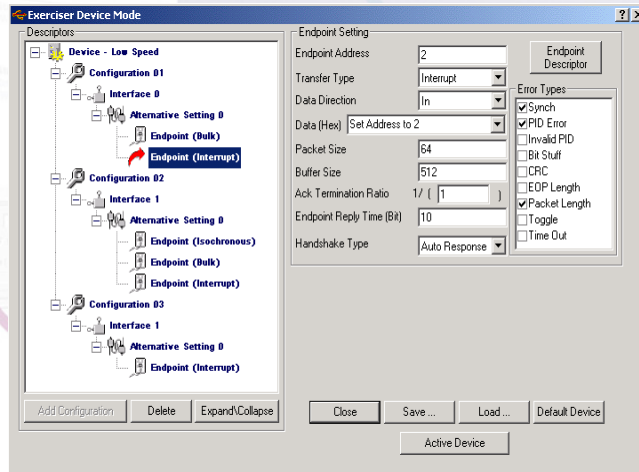 Exerciser Device Mode
Descriptors
Device - Low Speed
Configuration 01
Interface 0
Alternative Setting 0
Endpoint (Bulk)
Endpoint (Interrupt)
Configuration 02
Interface 1
Alternative Setting 0
Endpoint (Isochronous)
Endpoint (Bulk)
Endpoint (Interrupt)
Configuration 03
Interface 1
Alternative Setting 0
Endpoint (Interrupt)
Add Configuration
Delete
Expand\Collapse
Endpoint Setting
Endpoint Address 2
Transfer Type Interrupt
Data Direction In
Data (Hex) Set Address to 2
Packet Size 64
Buffer Size 512
Ack Termination Ratio 1/ ( 1 )
Endpoint Reply Time (Bit) 10
Handshake Type Auto Response
Endpoint
Descriptor
Error Types
Synch
PID Error
Invalid PID
Bit Stuff
CRC
EOP Length
Packet Length
Toggle
Time Out
Close
Save ...
Load ...
Default Device
Active Device